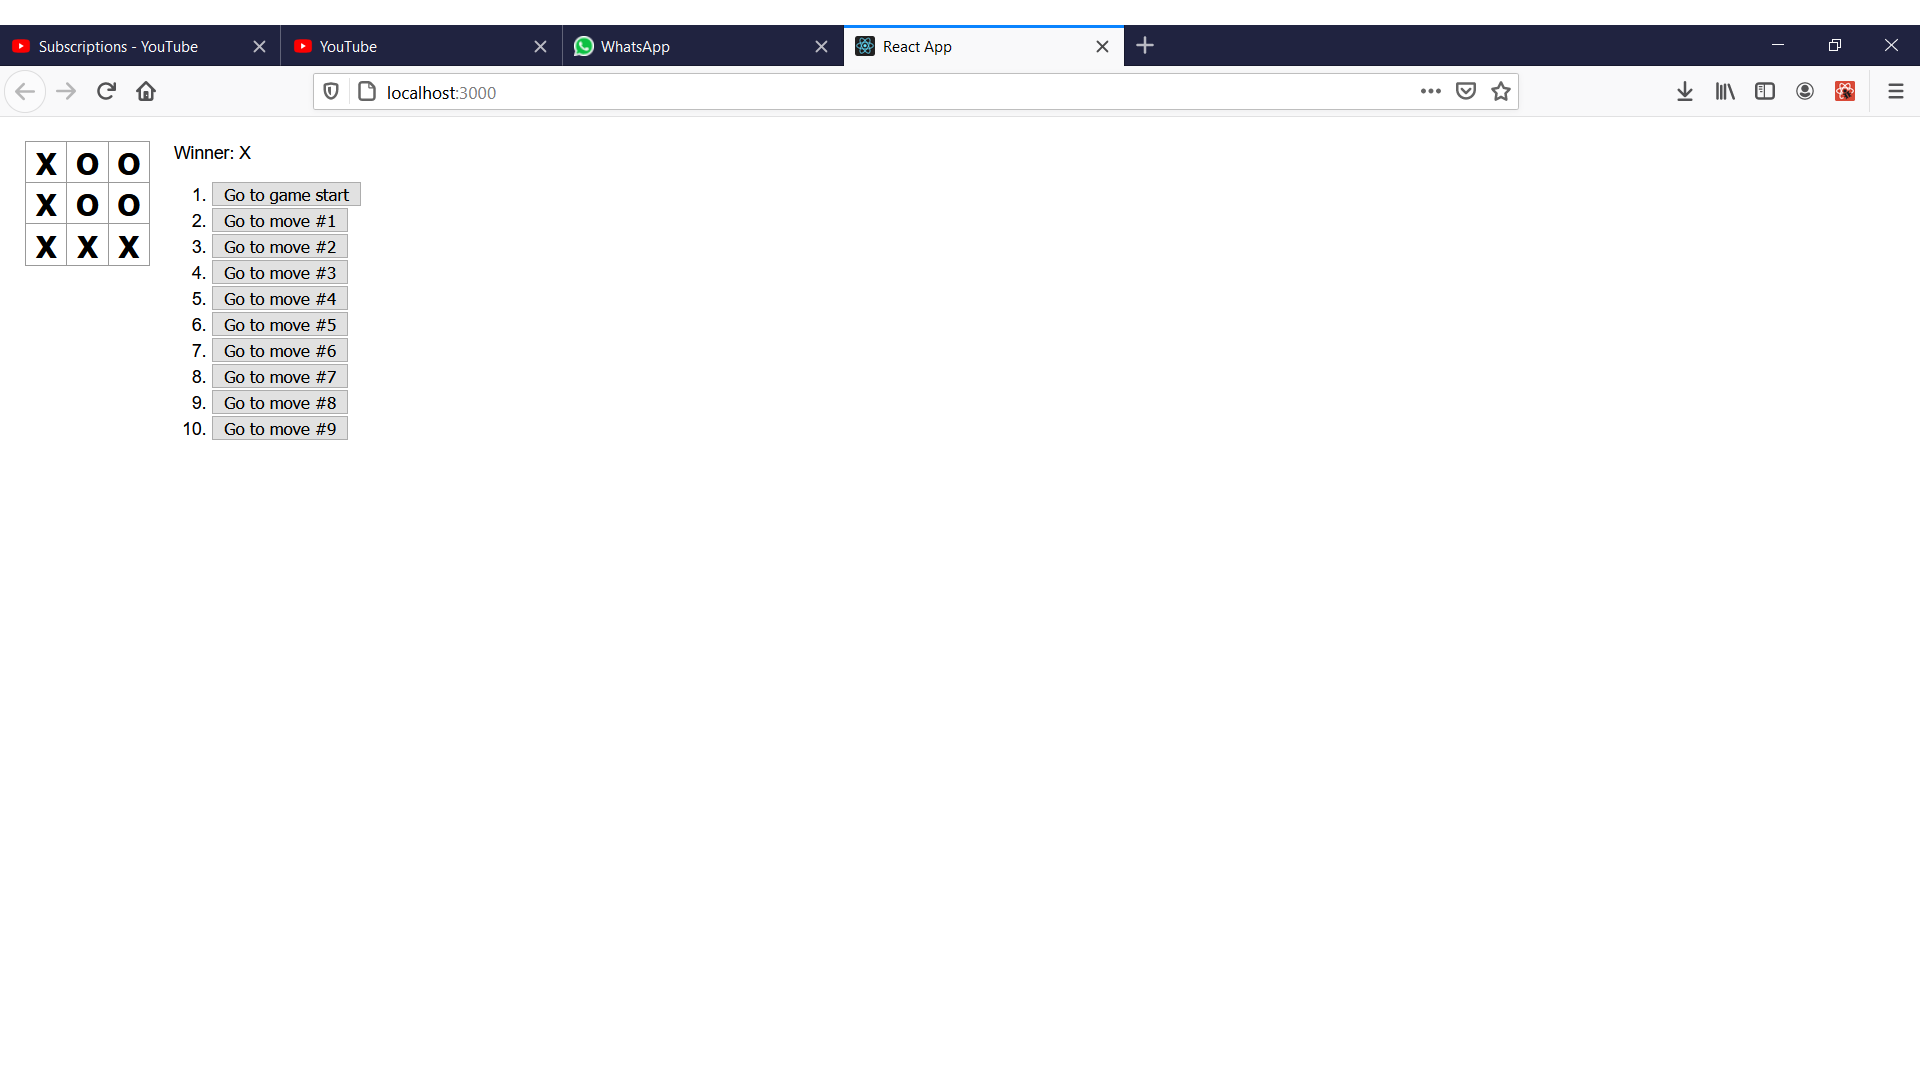 Subscriptions - YouTube
YouTube
WhatsApp
React App
localhost:3000
X O O
X O O
X X X
Winner: X
1. Go to game start
2. Go to move #1
3. Go to move #2
4. Go to move #3
5. Go to move #4
6. Go to move #5
7. Go to move #6
8. Go to move #7
9. Go to move #8
10. Go to move #9